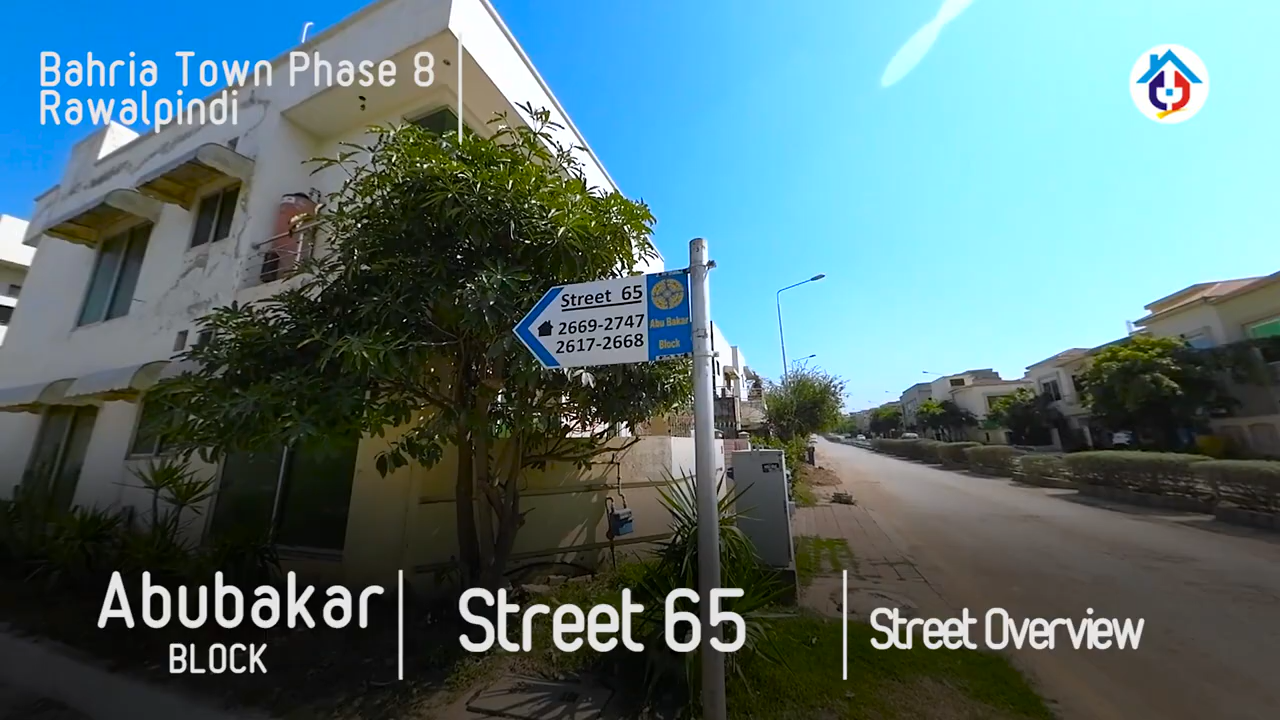 Bahria Town Phase 8
Rawalpindi
Street 65
2669-2747
2617-2668
Abu Bakar
Block
Abubakar
BLOCK
Street 65
Street Overview